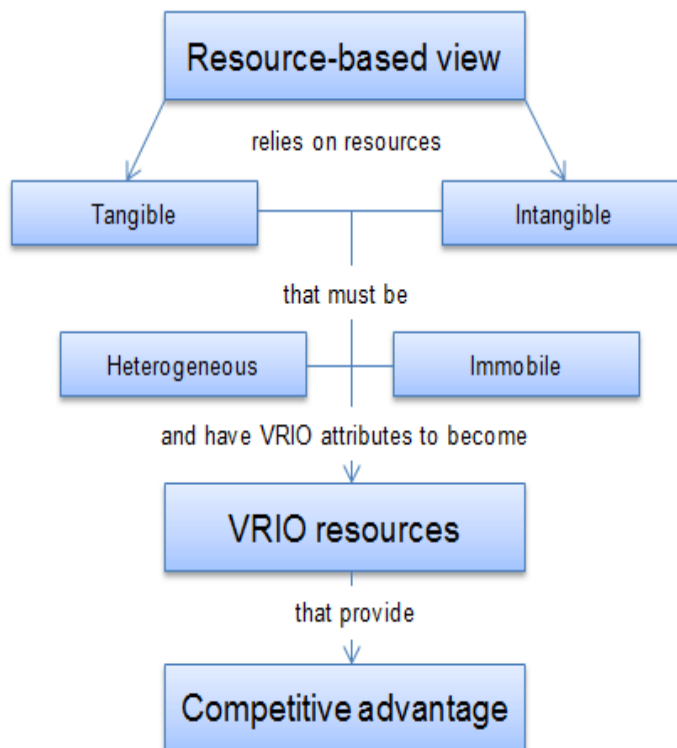 Resource-based view
relies on resources
Tangible
Intangible
that must be
Heterogeneous
Immobile
and have VRIO attributes to become
VRIO resources
that provide
Competitive advantage